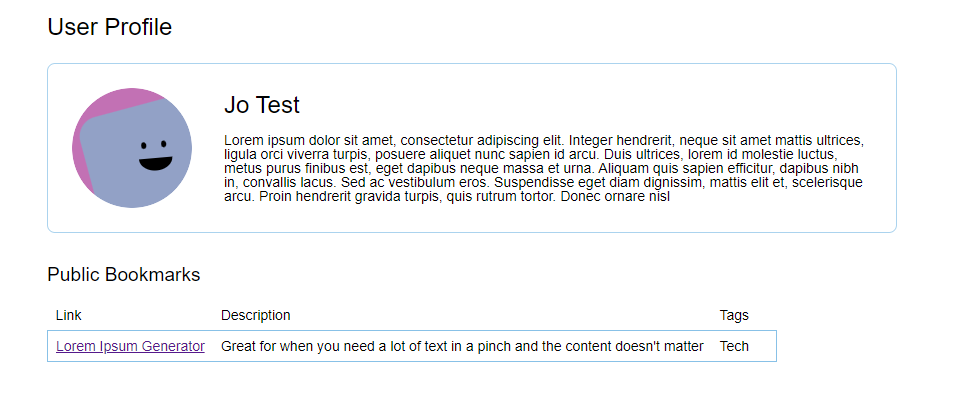 User Profile
Jo Test
Lorem ipsum dolor sit amet, consectetur adipiscing elit. Integer hendrerit, neque sit amet mattis ultrices,
ligula orci viverra turpis, posuere aliquet nunc sapien id arcu. Duis ultrices, lorem id molestie luctus,
metus purus finibus est, eget dapibus neque massa et urna. Aliquam quis sapien efficitur, dapibus nibh
in, convallis lacus. Sed ac vestibulum eros. Suspendisse eget diam dignissim, mattis elit et, scelerisque
arcu. Proin hendrerit gravida turpis, quis rutrum tortor. Donec ornare nisl
Public Bookmarks
Link Description Tags
Lorem Ipsum Generator Great for when you need a lot of text in a pinch and the content doesn't matter Tech